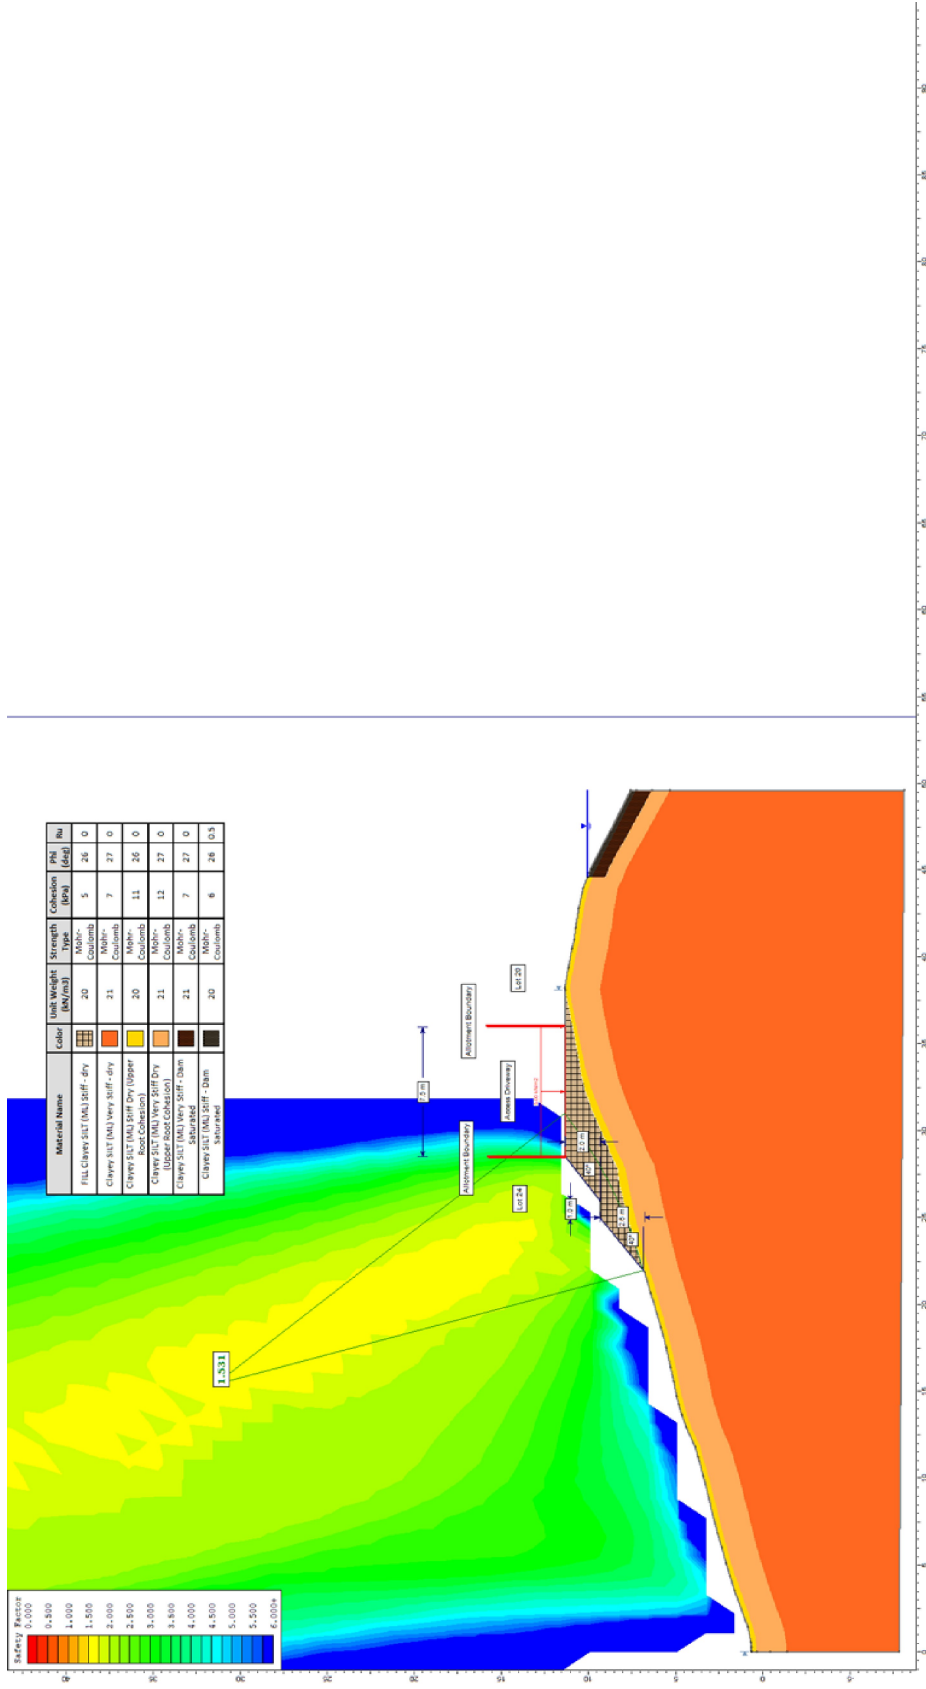 Safety Factor
0.000
0.500
1.000
1.500
2.000
2.500
3.000
3.500
4.000
4.500
5.000
5.500
6.000+
Material Name Color Unit Weight (kN/m3) Strength Type Cohesion (kPa) Phi (deg) Ru
FILL Clayey SILT (ML) Stiff - dry 20 Mohr-Coulomb 5 26 0
Clayey SILT (ML) Very Stiff - dry 21 Mohr-Coulomb 7 27 0
Clayey SILT (ML) Stiff Dry (Upper Root Cohesion) 20 Mohr-Coulomb 11 26 0
Clayey SILT (ML) Very Stiff Dry (Upper Root Cohesion) 21 Mohr-Coulomb 12 27 0
Clayey SILT (ML) Very Stiff - Dam Saturated 21 Mohr-Coulomb 7 27 0
Clayey SILT (ML) Stiff - Dam Saturated 20 Mohr-Coulomb 6 26 0.5
1.531
7.5 m
Allotment Boundary
Access Driveway
Allotment Boundary
Lot 24
Lot 20
1.0 m
2.0 m
40°
2.5 m